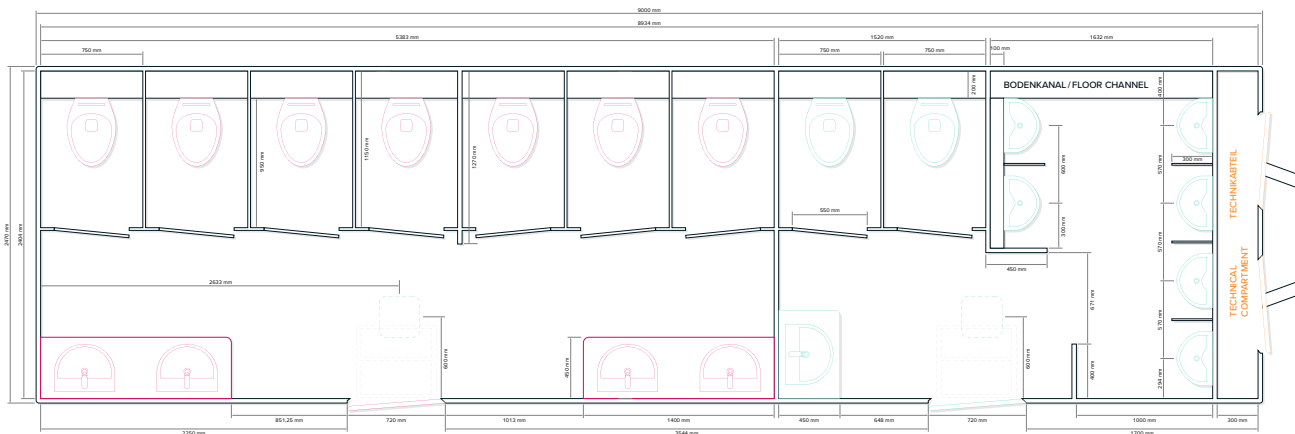 9000 mm
8934 mm
5383 mm
1520 mm
1632 mm
750 mm
750 mm
750 mm
100 mm
200 mm
400 mm
BODENKANAL / FLOOR CHANNEL
950 mm
1150 mm
1270 mm
600 mm
570 mm
300 mm
TECHNIKABTEIL
2470 mm
2404 mm
550 mm
300 mm
570 mm
450 mm
2633 mm
671 mm
TECHNICAL
COMPARTMENT
570 mm
600 mm
450 mm
600 mm
400 mm
294 mm
851,25 mm
720 mm
1013 mm
1400 mm
450 mm
648 mm
720 mm
1000 mm
300 mm
2250 mm
2544 mm
1700 mm